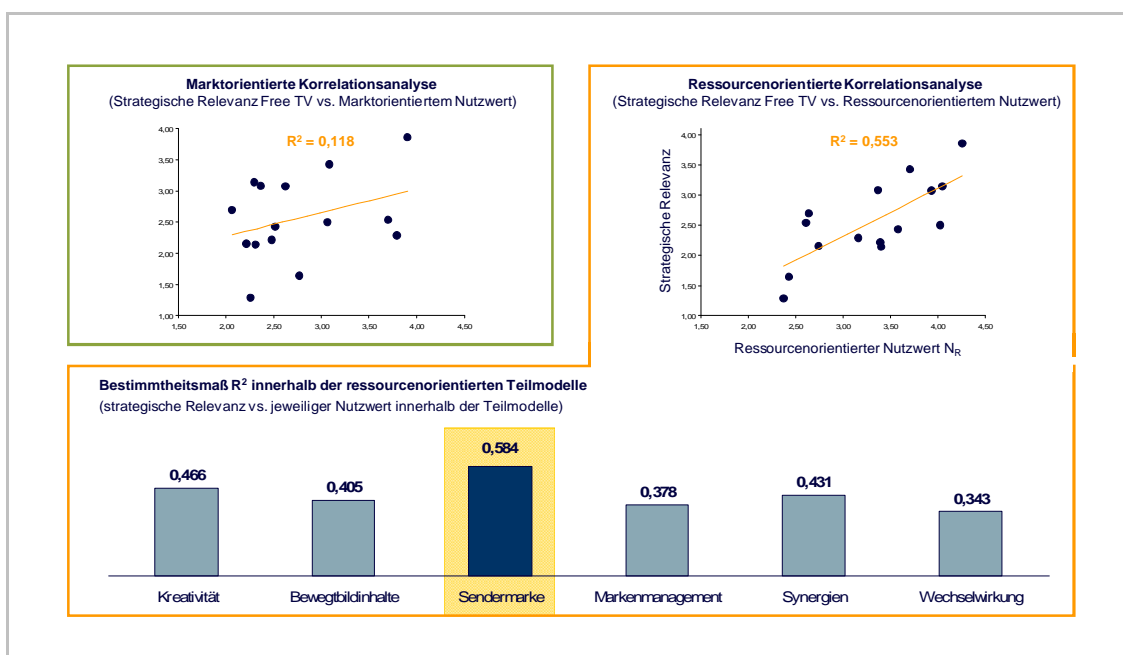 Marktorientierte Korrelationsanalyse
(Strategische Relevanz Free TV vs. Marktorientiertem Nutzwert)
R² = 0,118
4,00
3,50
3,00
2,50
2,00
1,50
1,00
1,50 2,00 2,50 3,00 3,50 4,00 4,50
Ressourcenorientierte Korrelationsanalyse
(Strategische Relevanz Free TV vs. Ressourcenorientiertem Nutzwert)
R² = 0,553
Strategische Relevanz
4,00
3,50
3,00
2,50
2,00
1,50
1,00
1,50 2,00 2,50 3,00 3,50 4,00 4,50
Ressourcenorientierter Nutzwert N_R
Bestimmtheitsmaß R² innerhalb der ressourcenorientierten Teilmodelle
(strategische Relevanz vs. jeweiliger Nutzwert innerhalb der Teilmodelle)
0,466 0,405 0,584 0,378 0,431 0,343
Kreativität Bewegtbildinhalte Sendermarke Markenmanagement Synergien Wechselwirkung